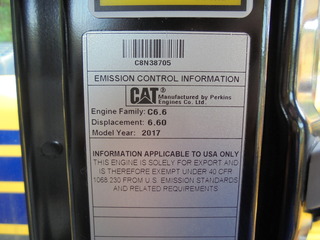 C8N38705
EMISSION CONTROL INFORMATION
CAT® Manufactured by Perkins
Engines Co. Ltd.
Engine Family: C6.6
Displacement: 6.60
Model Year: 2017
INFORMATION APPLICABLE TO USA ONLY
THIS ENGINE IS SOLELY FOR EXPORT AND
IS THEREFORE EXEMPT UNDER 40 CFR
1068.230 FROM U.S. EMISSION STANDARDS
AND RELATED REQUIREMENTS